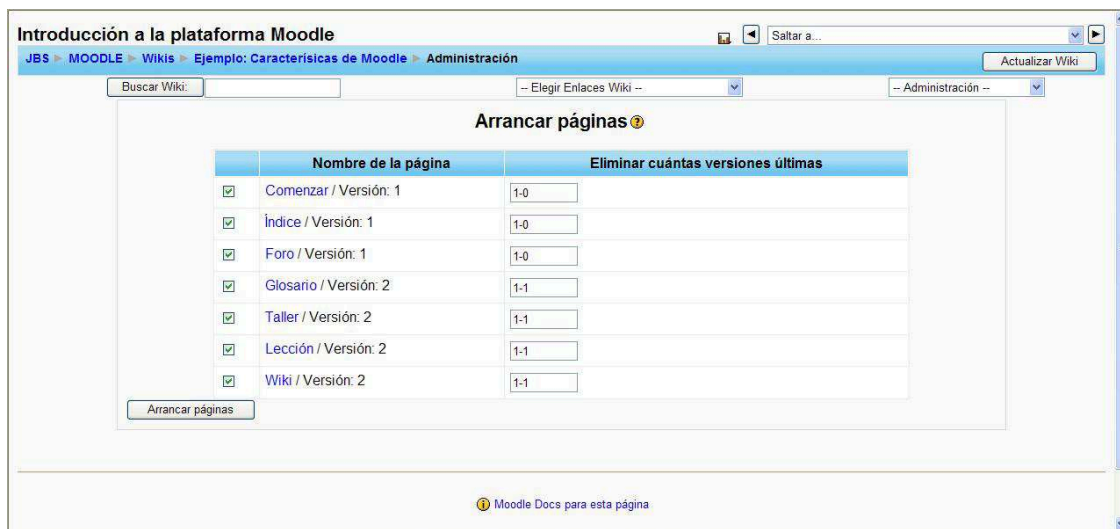 Introducción a la plataforma Moodle
Saltar a...
JBS ► MOODLE ► Wikis ► Ejemplo: Caracterísicas de Moodle ► Administración
Actualizar Wiki
Buscar Wiki:
-- Elegir Enlaces Wiki --
-- Administración --
Arrancar páginas
Nombre de la página Eliminar cuántas versiones últimas
Comenzar / Versión: 1 1-0
Índice / Versión: 1 1-0
Foro / Versión: 1 1-0
Glosario / Versión: 2 1-1
Taller / Versión: 2 1-1
Lección / Versión: 2 1-1
Wiki / Versión: 2 1-1
Arrancar páginas
Moodle Docs para esta página